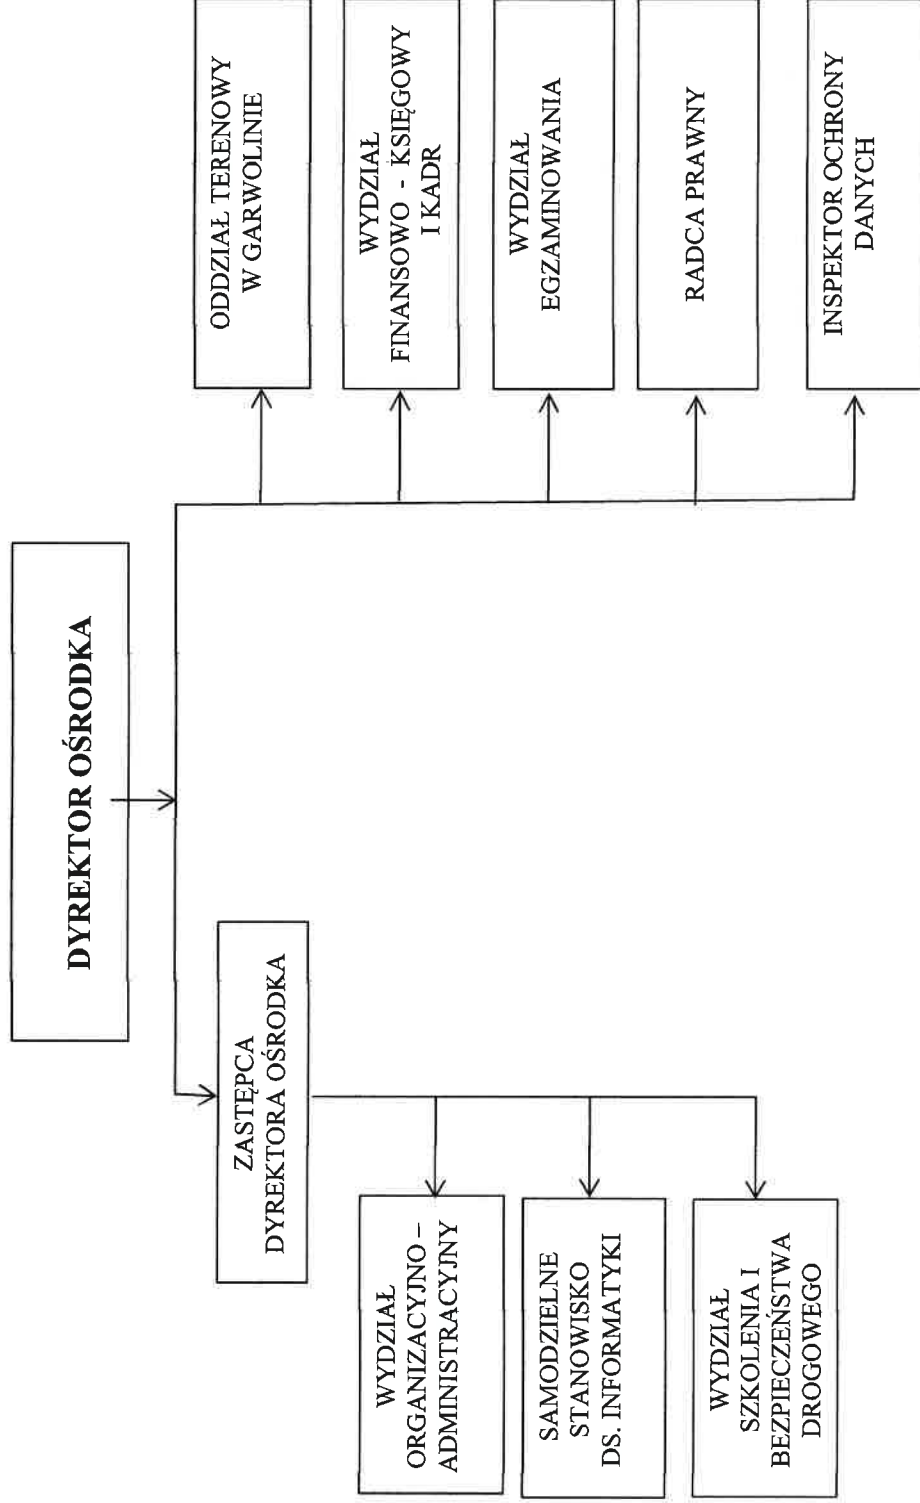 DYREKTOR OŚRODKA
ZASTĘPCA
DYREKTORA OŚRODKA
WYDZIAŁ
ORGANIZACYJNO –
ADMINISTRACYJNY
SAMODZIELNE
STANOWISKO
DS. INFORMATYKI
WYDZIAŁ
SZKOLENIA I
BEZPIECZEŃSTWA
DROGOWEGO
ODDZIAŁ TERENOWY
W GARWOLINIE
WYDZIAŁ
FINANSOWO - KSIĘGOWY
I KADR
WYDZIAŁ
EGZAMINOWANIA
RADCA PRAWNY
INSPEKTOR OCHRONY
DANYCH